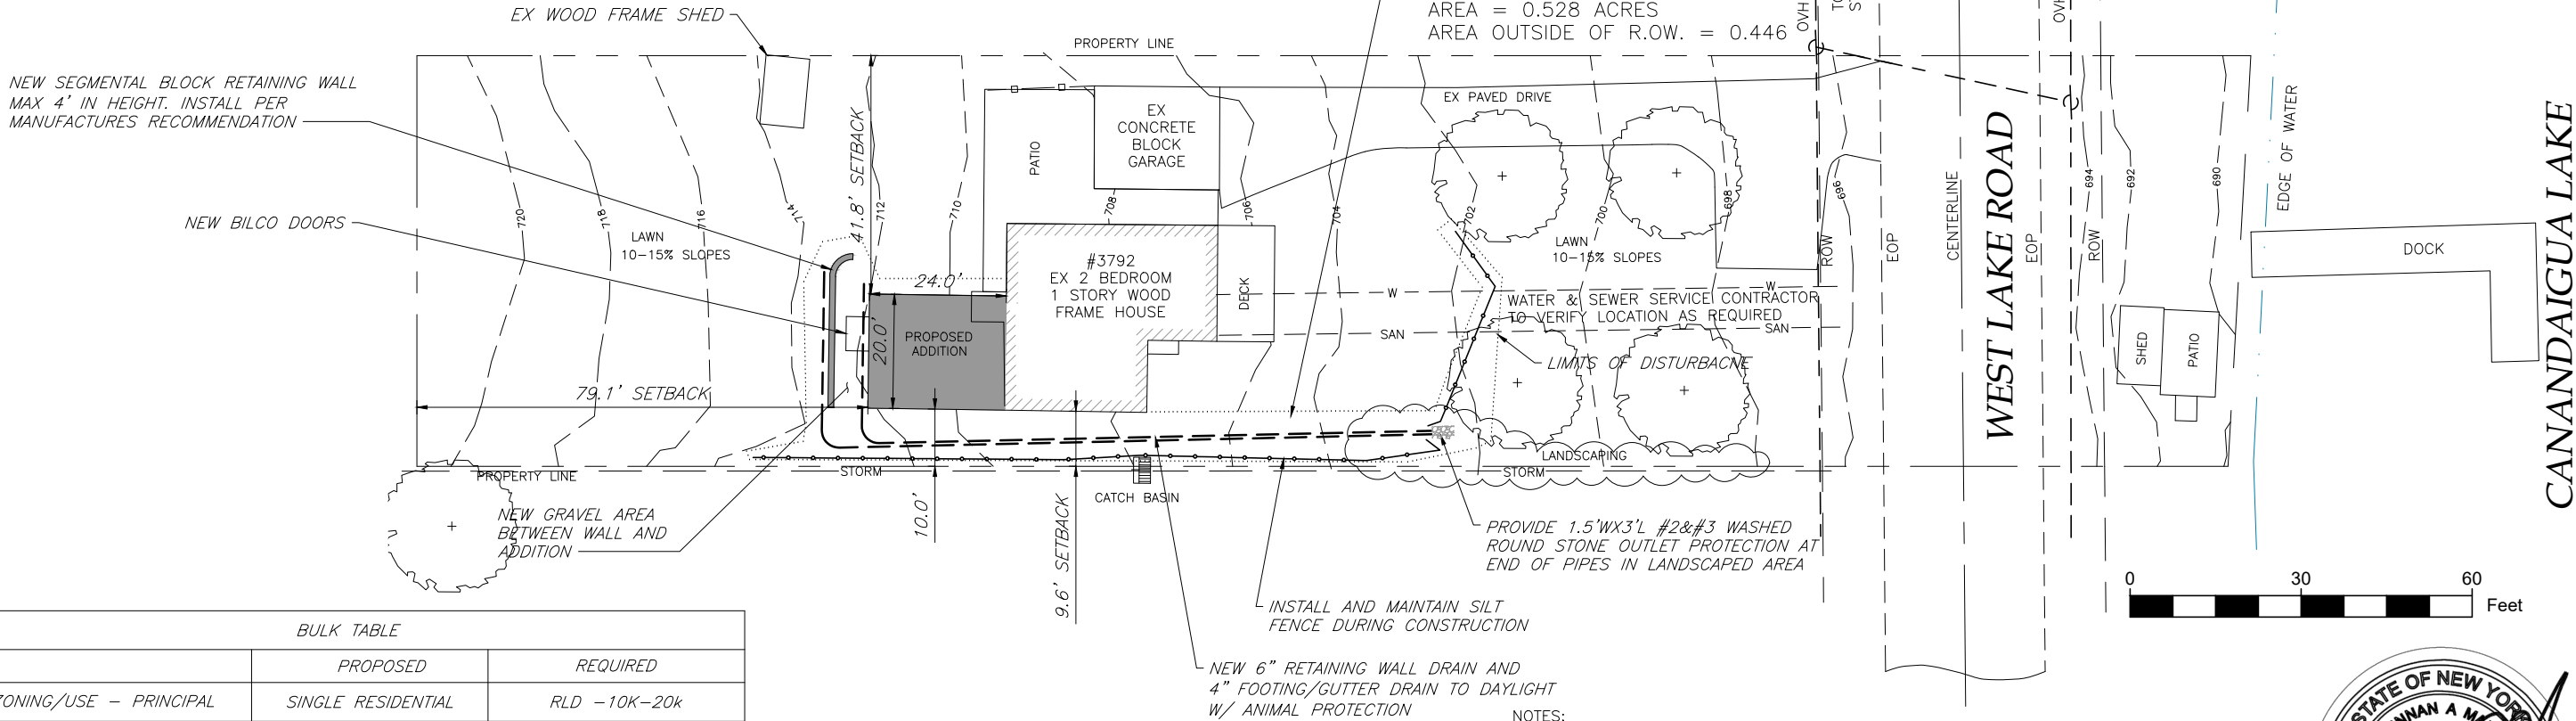 EX WOOD FRAME SHED
AREA = 0.528 ACRES
AREA OUTSIDE OF R.OW. = 0.446
OVH
PROPERTY LINE
NEW SEGMENTAL BLOCK RETAINING WALL
MAX 4' IN HEIGHT. INSTALL PER
MANUFACTURES RECOMMENDATION
NEW BILCO DOORS
720
718
716
714
712
710
708
706
704
702
700
698
696
694
692
690
LAWN
10-15% SLOPES
41.8' SETBACK
PATIO
EX
CONCRETE
BLOCK
GARAGE
EX PAVED DRIVE
#3792
EX 2 BEDROOM
1 STORY WOOD
FRAME HOUSE
DECK
24.0'
20.0'
PROPOSED
ADDITION
79.1' SETBACK
LAWN
10-15% SLOPES
W
W
WATER & SEWER SERVICE CONTRACTOR
TO VERIFY LOCATION AS REQUIRED
SAN
SAN
LIMITS OF DISTURBACNE
ROW
EOP
CENTERLINE
WEST LAKE ROAD
EOP
ROW
SHED
PATIO
EDGE OF WATER
DOCK
CANANDAIGUA LAKE
PROPERTY LINE
STORM
CATCH BASIN
LANDSCAPING
STORM
NEW GRAVEL AREA
BETWEEN WALL AND
ADDITION
10.0'
9.6' SETBACK
PROVIDE 1.5'WX3'L #2&#3 WASHED
ROUND STONE OUTLET PROTECTION AT
END OF PIPES IN LANDSCAPED AREA
INSTALL AND MAINTAIN SILT
FENCE DURING CONSTRUCTION
NEW 6" RETAINING WALL DRAIN AND
4" FOOTING/GUTTER DRAIN TO DAYLIGHT
W/ ANIMAL PROTECTION
NOTES:
0 30 60
Feet
BULK TABLE
PROPOSED REQUIRED
ZONING/USE - PRINCIPAL SINGLE RESIDENTIAL RLD -10K-20k
STATE OF NEW YOR
NNAN A MA